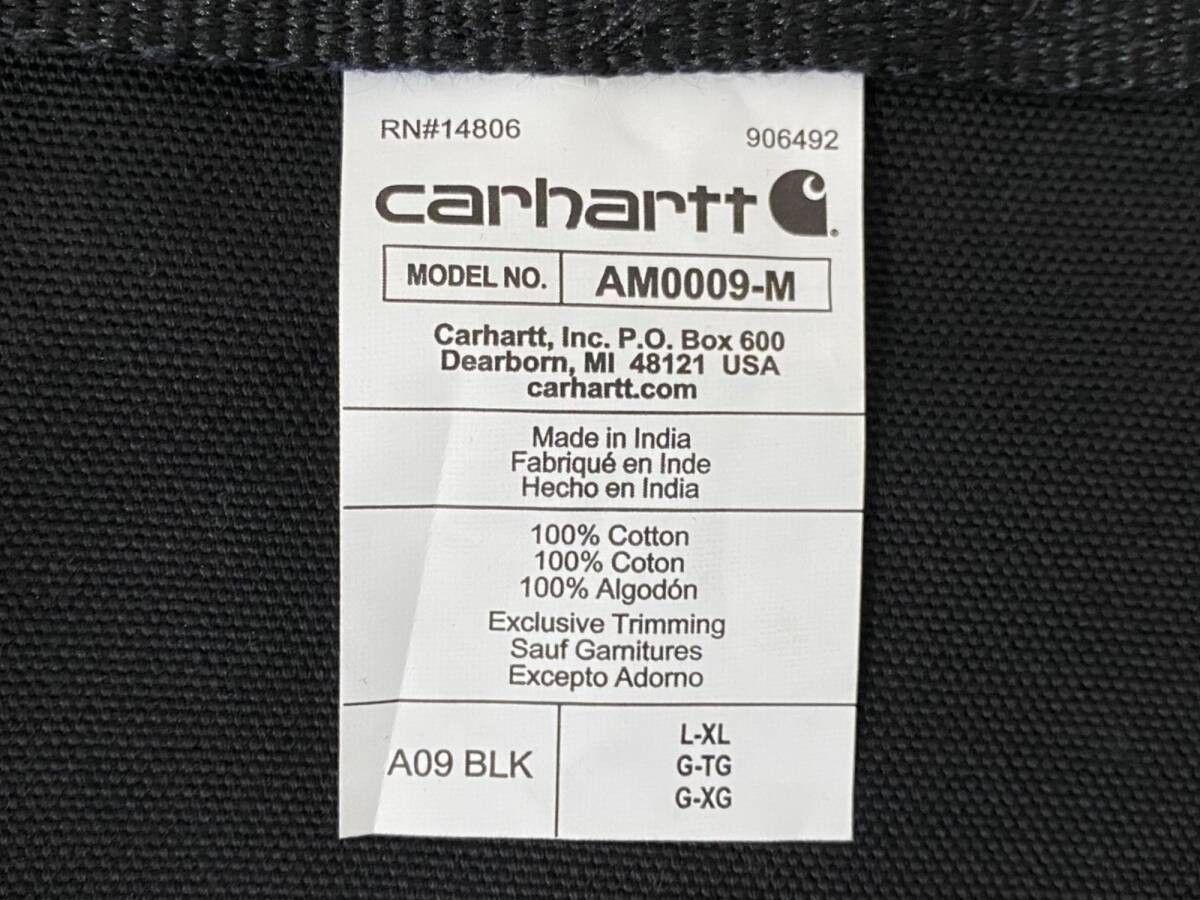 RN#14806
906492
carhartt
MODEL NO. AM0009-M
Carhartt, Inc. P.O. Box 600
Dearborn, MI 48121 USA
carhartt.com
Made in India
Fabriqué en Inde
Hecho en India
100% Cotton
100% Coton
100% Algodón
Exclusive Trimming
Sauf Garnitures
Excepto Adorno
A09 BLK
L-XL
G-TG
G-XG